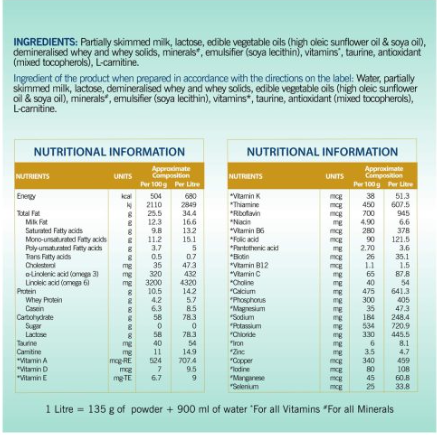 INGREDIENTS: Partially skimmed milk, lactose, edible vegetable oils (high oleic sunflower oil & soya oil),
demineralised whey and whey solids, minerals#, emulsifier (soya lecithin), vitamins*, taurine, antioxidant
(mixed tocopherols), L-carnitine.
Ingredient of the product when prepared in accordance with the directions on the label: Water, partially
skimmed milk, lactose, demineralised whey and whey solids, edible vegetable oils (high oleic sunflower
oil & soya oil), minerals#, emulsifier (soya lecithin), vitamins*, taurine, antioxidant (mixed tocopherols),
L-carnitine.
NUTRITIONAL INFORMATION
NUTRIENTS UNITS Approximate Composition
Per 100 g Per Litre
Energy kcal 504 680
kj 2110 2849
Total Fat g 25.5 34.4
Milk Fat g 12.3 16.6
Saturated Fatty acids g 9.8 13.2
Mono-unsaturated Fatty acids g 11.2 15.1
Poly-unsaturated Fatty acids g 3.7 5
Trans Fatty acids g 0.5 0.7
Cholesterol mg 35 47.3
α-Linolenic acid (omega 3) mg 320 432
Linoleic acid (omega 6) mg 3200 4320
Protein g 10.5 14.2
Whey Protein g 4.2 5.7
Casein g 6.3 8.5
Carbohydrate g 58 78.3
Sugar g 0 0
Lactose g 58 78.3
Taurine mg 40 54
Carnitine mg 11 14.9
*Vitamin A mcg-RE 524 707.4
*Vitamin D mcg 7 9.5
*Vitamin E mg-TE 6.7 9
NUTRITIONAL INFORMATION
NUTRIENTS UNITS Approximate Composition
Per 100 g Per Litre
*Vitamin K mcg 38 51.3
*Thiamine mcg 450 607.5
*Riboflavin mcg 700 945
*Niacin mg 4.90 6.6
*Vitamin B6 mcg 280 378
*Folic acid mcg 90 121.5
*Pantothenic acid mg 2.70 3.6
*Biotin mcg 26 35.1
*Vitamin B12 mcg 1.1 1.5
*Vitamin C mg 65 87.8
*Choline mg 40 54
#Calcium mg 475 641.3
#Phosphorus mg 300 405
#Magnesium mg 35 47.3
#Sodium mg 184 248.4
#Potassium mg 534 720.9
#Chloride mg 330 445.5
#Iron mg 6 8.1
#Zinc mg 3.5 4.7
#Copper mcg 340 459
#Iodine mcg 80 108
#Manganese mcg 45 60.8
#Selenium mcg 25 33.8
1 Litre = 135 g of powder + 900 ml of water *For all Vitamins #For all Minerals